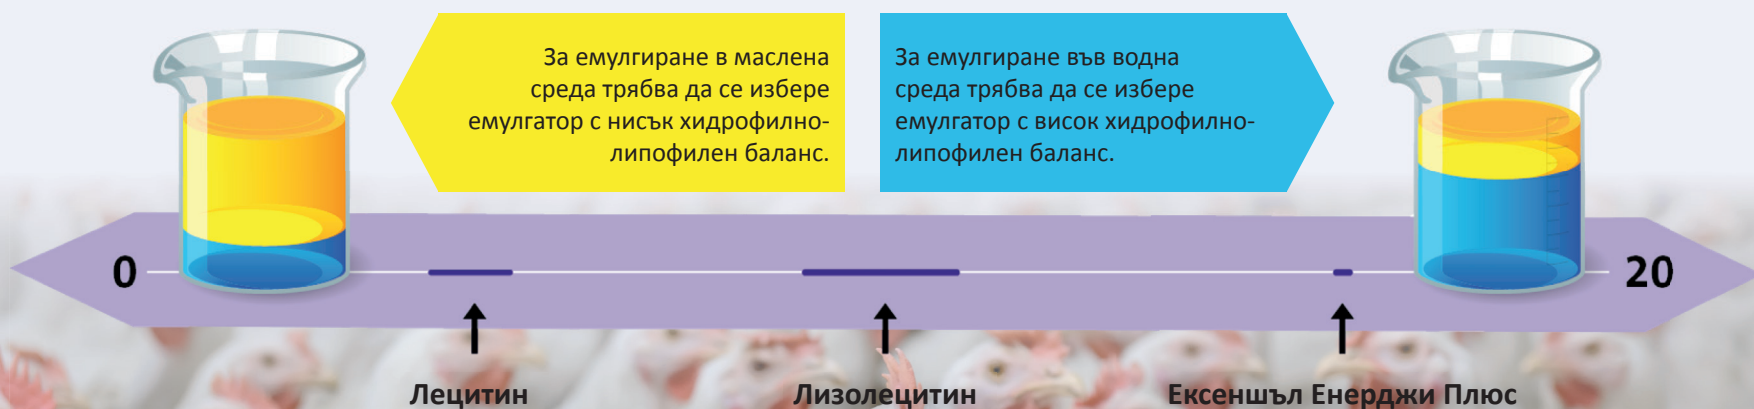 За емулгиране в маслена
среда трябва да се избере
емулгатор с нисък хидрофилно-
липофилен баланс.
За емулгиране във водна
среда трябва да се избере
емулгатор с висок хидрофилно-
липофилен баланс.
0
20
Лецитин
Лизолецитин
Ексеншъл Енерджи Плюс